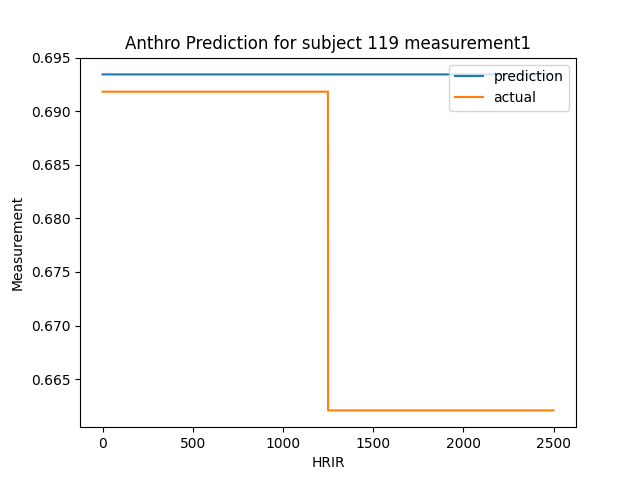 Anthro Prediction for subject 119 measurement1
0.695
0.690
0.685
0.680
0.675
0.670
0.665
Measurement
prediction
actual
0
500
1000
1500
2000
2500
HRIR